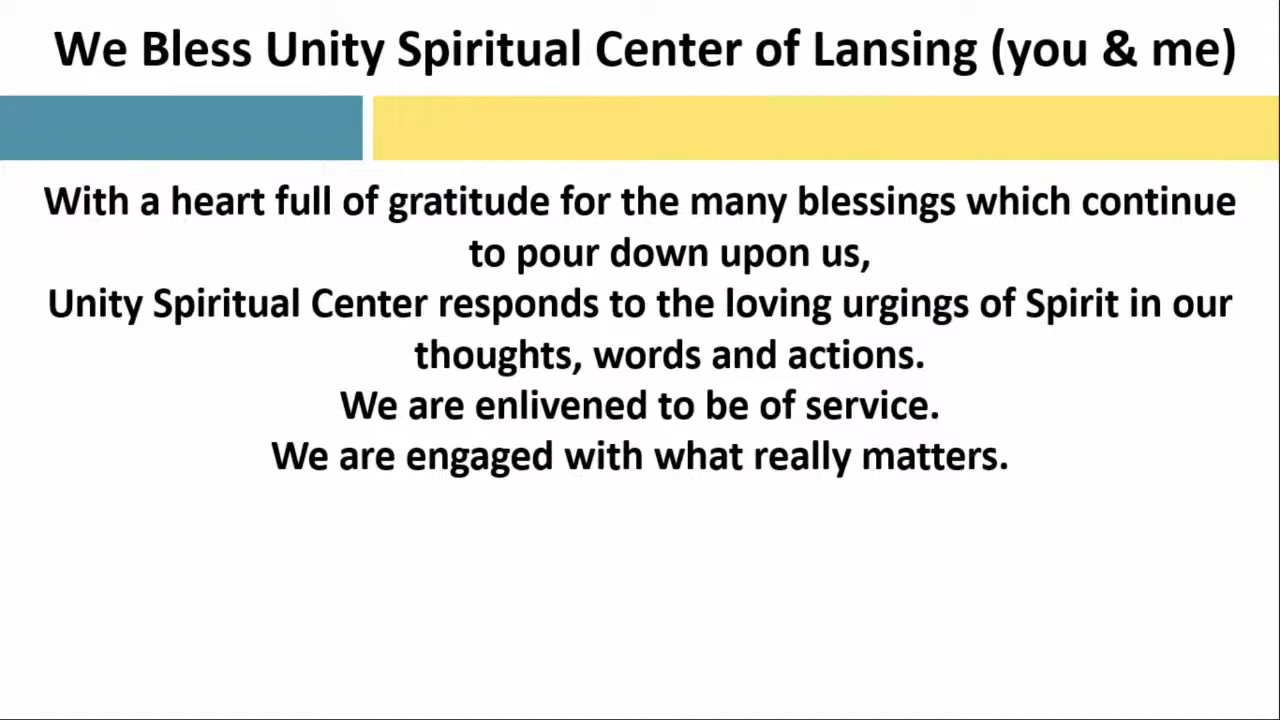 We Bless Unity Spiritual Center of Lansing (you & me)
With a heart full of gratitude for the many blessings which continue
to pour down upon us,
Unity Spiritual Center responds to the loving urgings of Spirit in our
thoughts, words and actions.
We are enlivened to be of service.
We are engaged with what really matters.